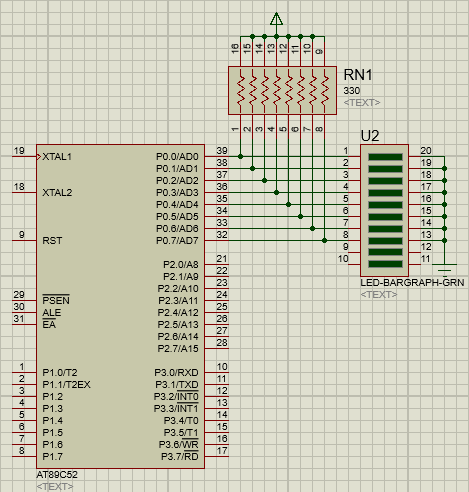 16 15 14 13 12 11 10 9
RN1
330
<TEXT>
1 2 3 4 5 6 7 8
U2
19 XTAL1 P0.0/AD0 39 1 20
P0.1/AD1 38 2 19
P0.2/AD2 37 3 18
18 XTAL2 P0.3/AD3 36 4 17
P0.4/AD4 35 5 16
P0.5/AD5 34 6 15
P0.6/AD6 33 7 14
9 RST P0.7/AD7 32 8 13
9 12
10 11
P2.0/A8 21
P2.1/A9 22
P2.2/A10 23
LED-BARGRAPH-GRN
<TEXT>
29 PSEN P2.3/A11 24
30 ALE P2.4/A12 25
31 EA P2.5/A13 26
P2.6/A14 27
P2.7/A15 28
1 P1.0/T2 P3.0/RXD 10
2 P1.1/T2EX P3.1/TXD 11
3 P1.2 P3.2/INT0 12
4 P1.3 P3.3/INT1 13
5 P1.4 P3.4/T0 14
6 P1.5 P3.5/T1 15
7 P1.6 P3.6/WR 16
8 P1.7 P3.7/RD 17
AT89C52
<TEXT>